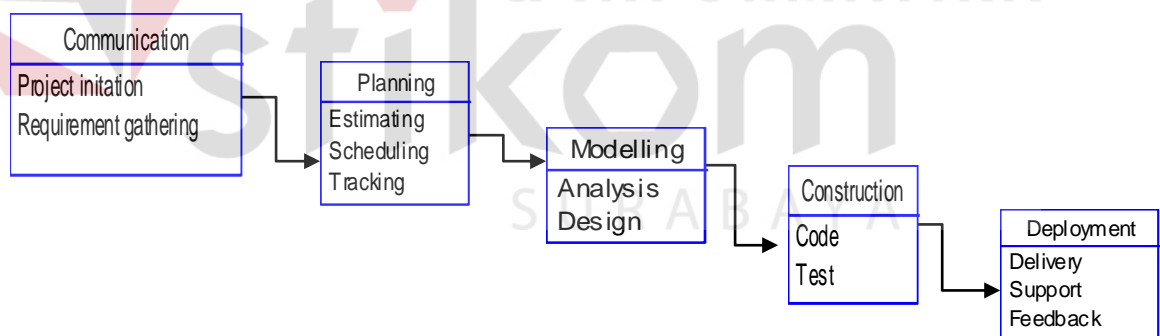 Communication
Project initation
Requirement gathering
Planning
Estimating
Scheduling
Tracking
Modelling
Analysis
Design
Construction
Code
Test
Deployment
Delivery
Support
Feedback
stikom
SURABAYA